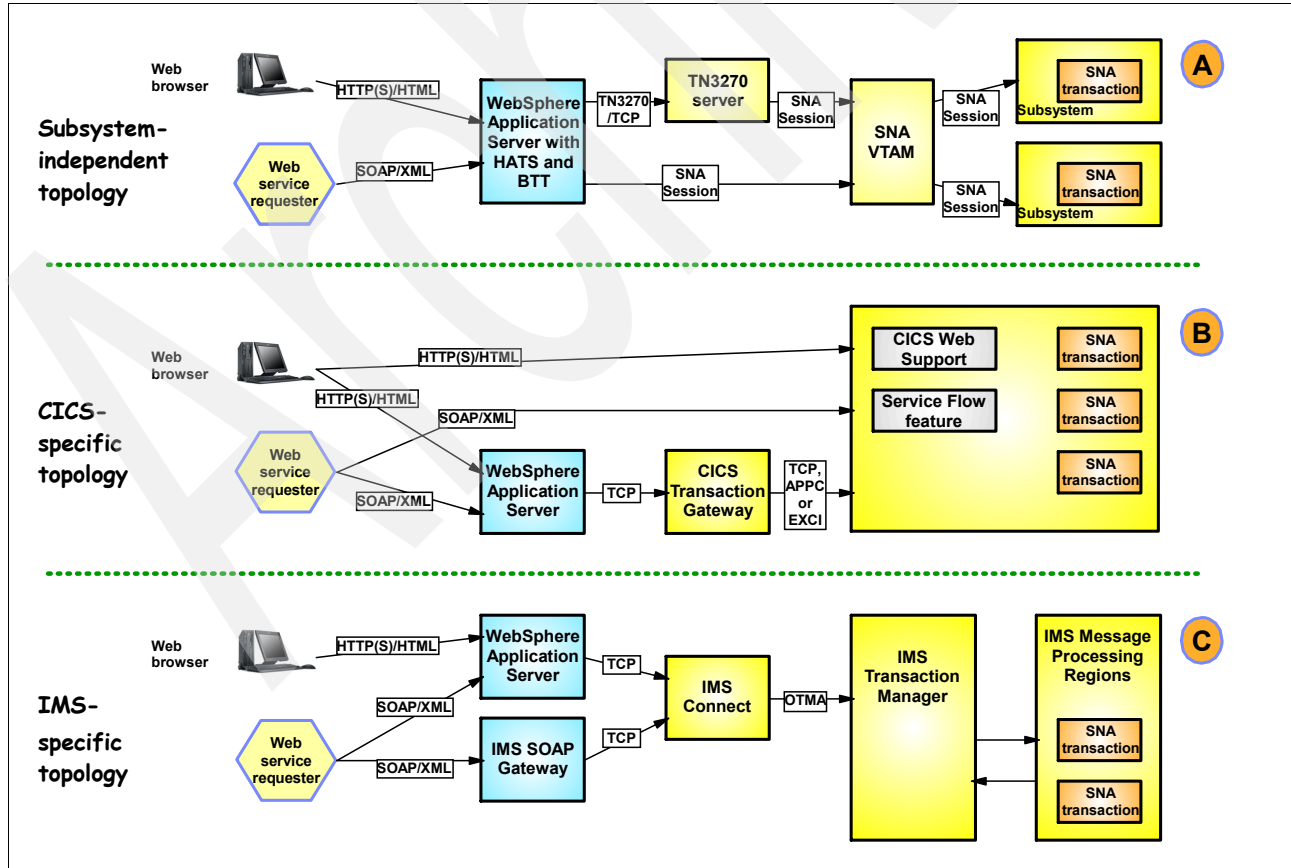 Web
browser
HTTP(S)/HTML
Subsystem-
independent
topology
Web
service
requester
SOAP/XML
WebSphere
Application
Server with
HATS and
BTT
TN3270
/TCP
TN3270
server
SNA
Session
SNA
Session
SNA
VTAM
SNA
Session
SNA
Session
SNA
transaction
Subsystem
SNA
transaction
Subsystem
A
Web
browser
HTTP(S)/HTML
HTTP(S)/HTML
CICS-
specific
topology
Web
service
requester
SOAP/XML
SOAP/XML
WebSphere
Application
Server
TCP
CICS
Transaction
Gateway
TCP,
APPC
or
EXCI
CICS Web
Support
Service Flow
feature
SNA
transaction
SNA
transaction
SNA
transaction
B
Web
browser
HTTP(S)/HTML
IMS-
specific
topology
Web
service
requester
SOAP/XML
SOAP/XML
WebSphere
Application
Server
IMS SOAP
Gateway
TCP
TCP
IMS
Connect
OTMA
IMS
Transaction
Manager
IMS Message
Processing
Regions
SNA
transaction
SNA
transaction
C